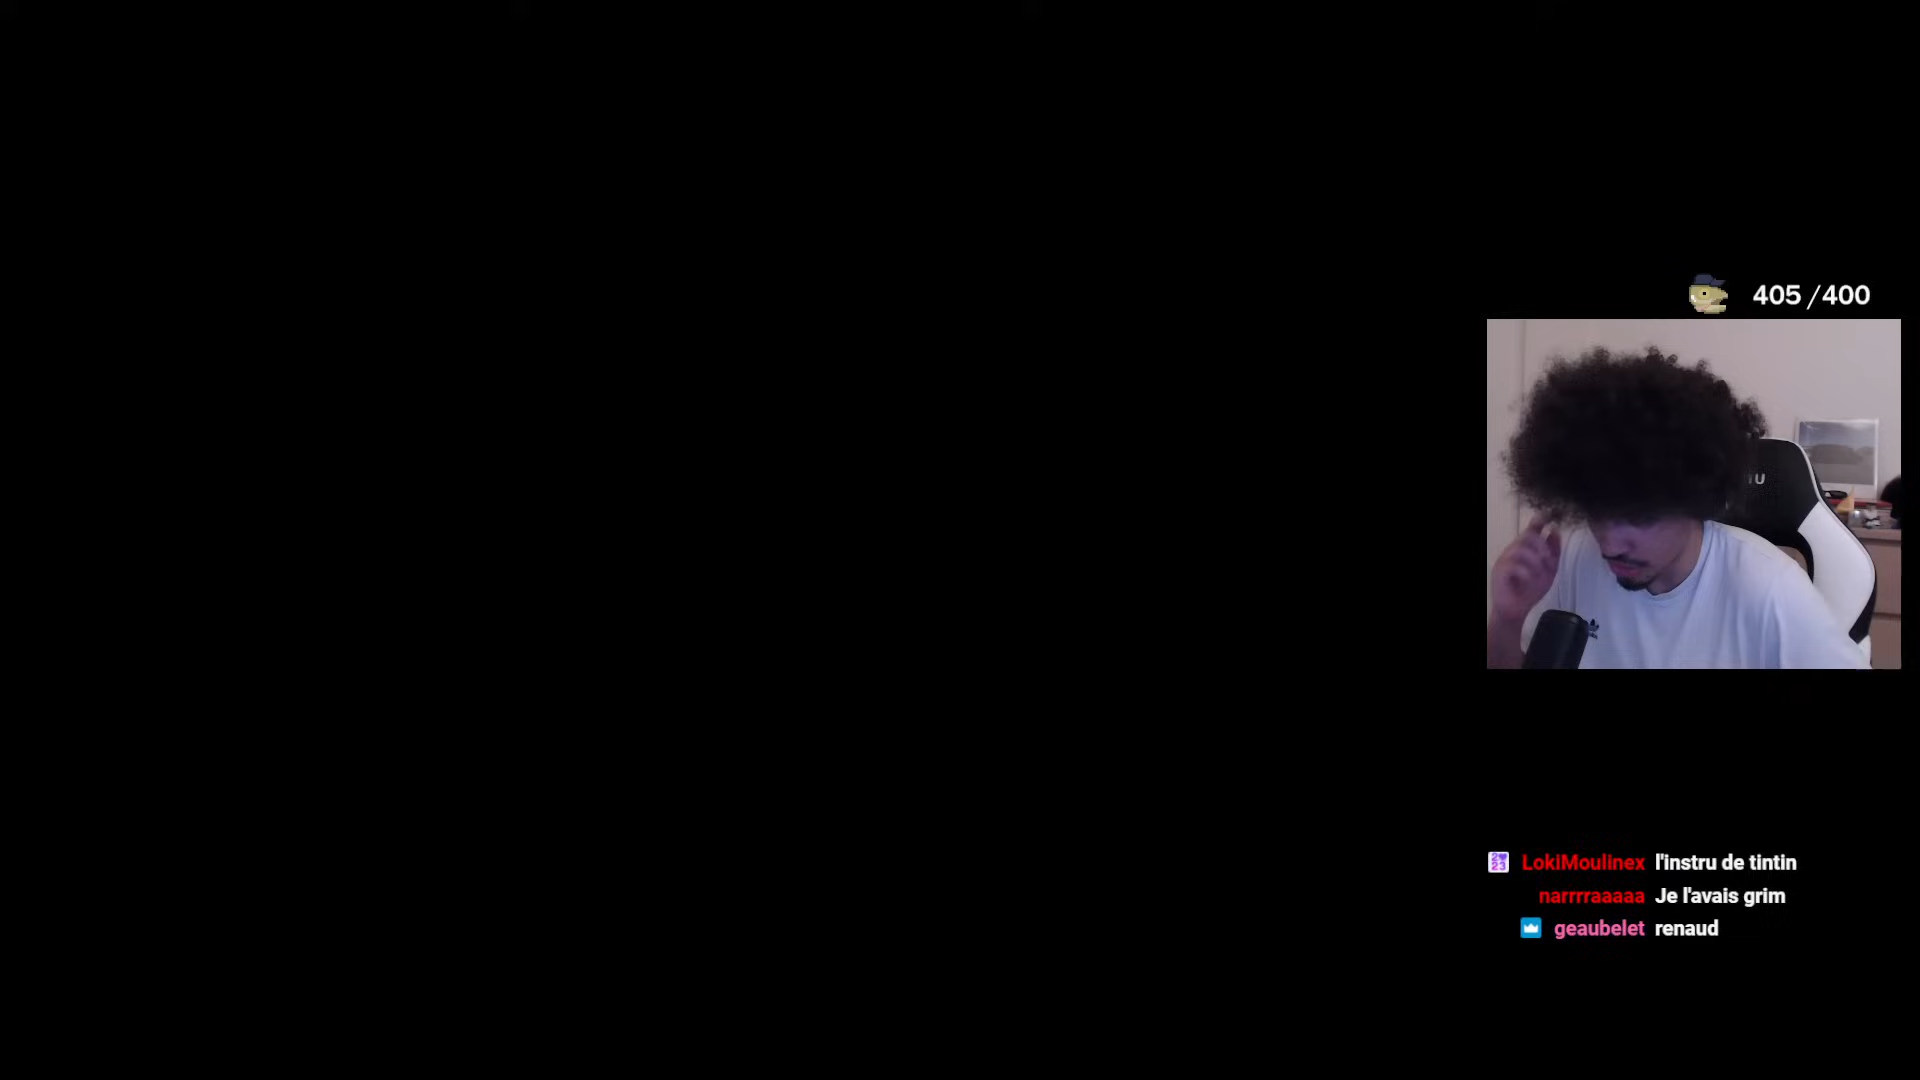 405 /400
LokiMoulinex l'instru de tintin
narrrraaaaa Je l'avais grim
geaubelet renaud